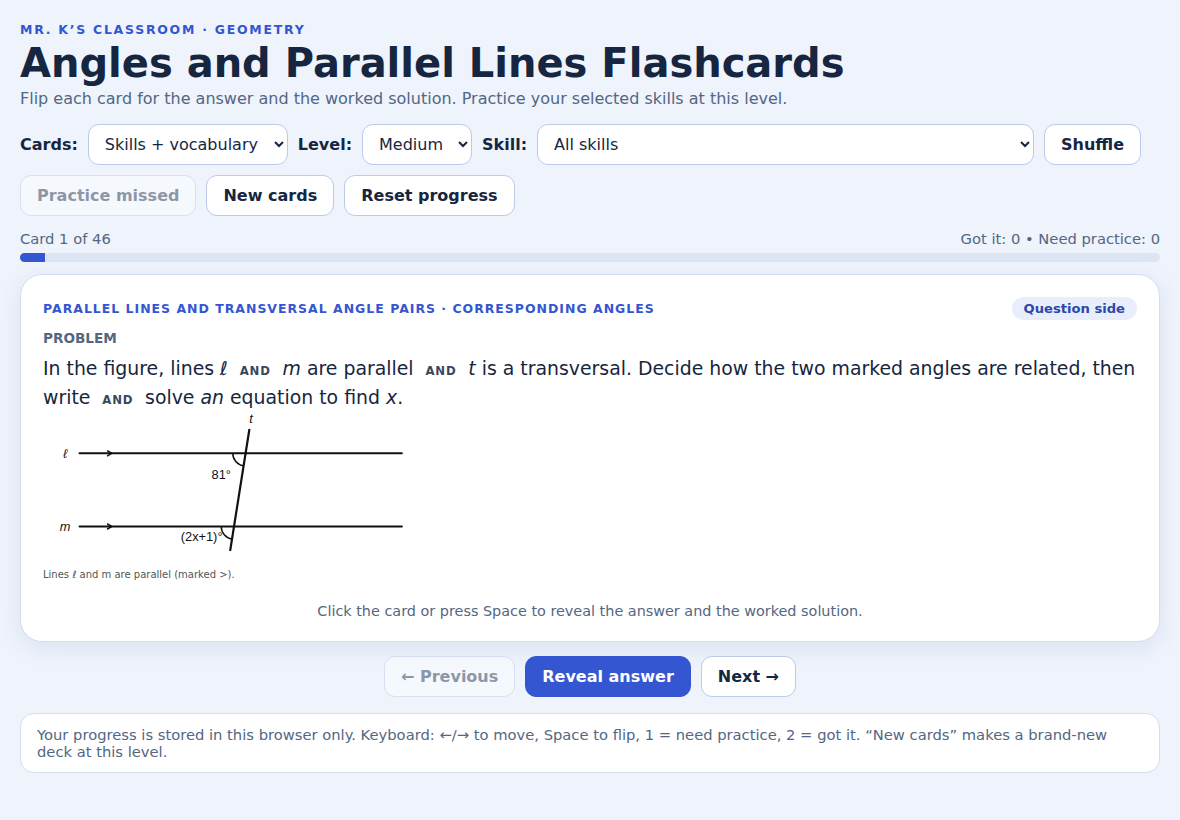 MR. K’S CLASSROOM · GEOMETRY
Angles and Parallel Lines Flashcards
Flip each card for the answer and the worked solution. Practice your selected skills at this level.
Cards: Skills + vocabulary Level: Medium Skill: All skills Shuffle
Practice missed New cards Reset progress
Card 1 of 46 Got it: 0 • Need practice: 0
PARALLEL LINES AND TRANSVERSAL ANGLE PAIRS · CORRESPONDING ANGLES Question side
PROBLEM
In the figure, lines ℓ AND m are parallel AND t is a transversal. Decide how the two marked angles are related, then
write AND solve an equation to find x.
t
ℓ
81°
m
(2x+1)°
Lines ℓ and m are parallel (marked >).
Click the card or press Space to reveal the answer and the worked solution.
← Previous Reveal answer Next →
Your progress is stored in this browser only. Keyboard: ←/→ to move, Space to flip, 1 = need practice, 2 = got it. “New cards” makes a brand-new
deck at this level.